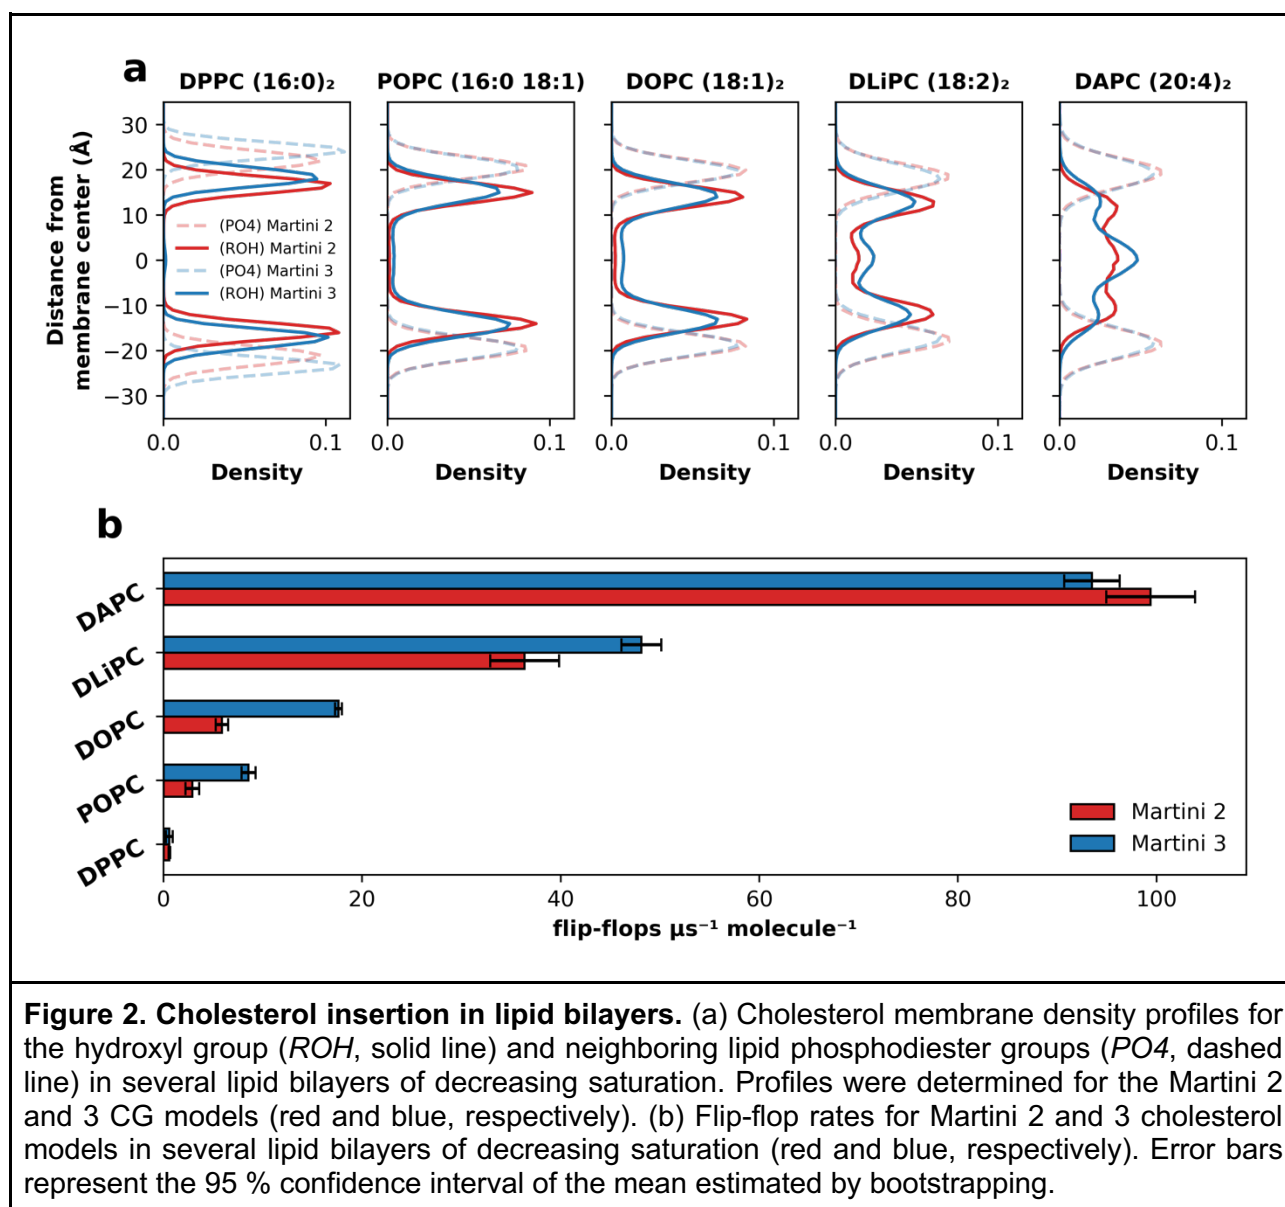 a
DPPC (16:0)₂ POPC (16:0 18:1) DOPC (18:1)₂ DLiPC (18:2)₂ DAPC (20:4)₂
Distance from
membrane center (Å)
30
20
10
0
−10
−20
−30
(PO4) Martini 2
(ROH) Martini 2
(PO4) Martini 3
(ROH) Martini 3
0.0 0.1 0.0 0.1 0.0 0.1 0.0 0.1 0.0 0.1
Density Density Density Density Density
b
DAPC
DLiPC
DOPC
POPC
DPPC
Martini 2
Martini 3
0 20 40 60 80 100
flip-flops μs⁻¹ molecule⁻¹
Figure 2. Cholesterol insertion in lipid bilayers. (a) Cholesterol membrane density profiles for
the hydroxyl group (ROH, solid line) and neighboring lipid phosphodiester groups (PO4, dashed
line) in several lipid bilayers of decreasing saturation. Profiles were determined for the Martini 2
and 3 CG models (red and blue, respectively). (b) Flip-flop rates for Martini 2 and 3 cholesterol
models in several lipid bilayers of decreasing saturation (red and blue, respectively). Error bars
represent the 95 % confidence interval of the mean estimated by bootstrapping.